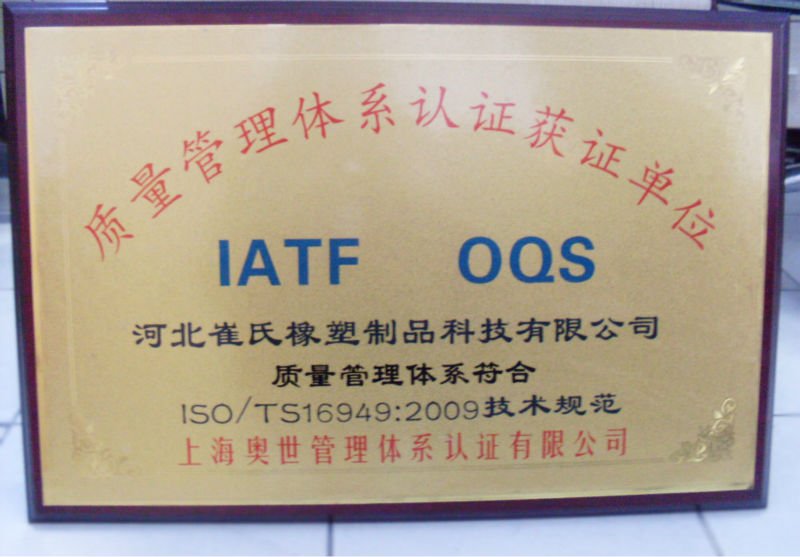 质量管理体系认证获证单位
IATF OQS
河北崔氏橡塑制品科技有限公司
质量管理体系符合
ISO/TS16949:2009技术规范
上海奥世管理体系认证有限公司